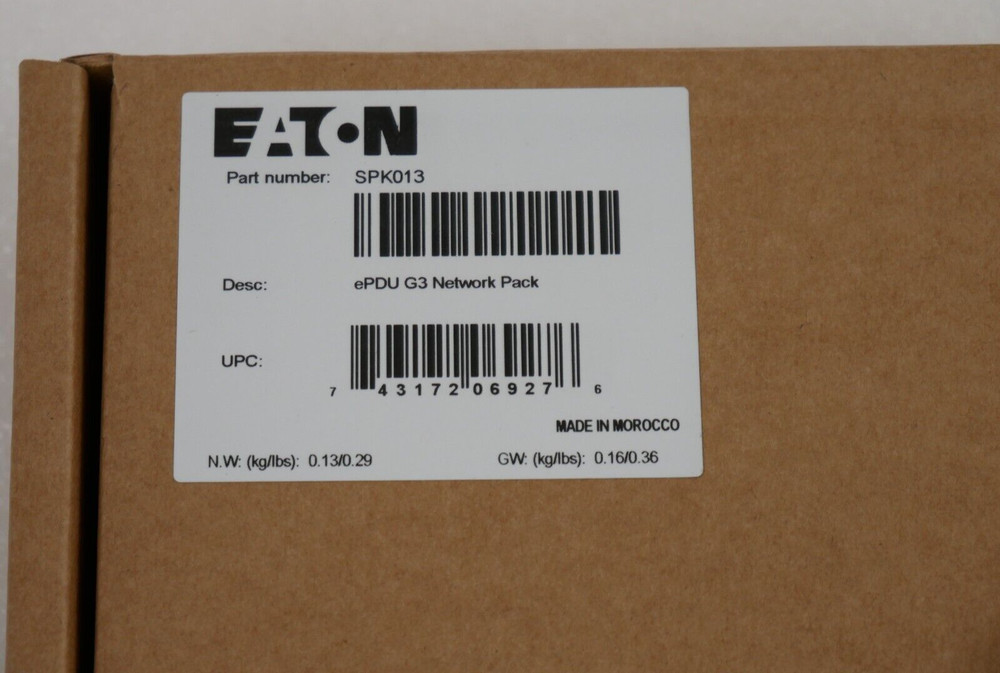 EATON
Part number: SPK013
Desc: ePDU G3 Network Pack
UPC:
7 43172 06927 6
MADE IN MOROCCO
N.W: (kg/lbs): 0.13/0.29 GW: (kg/lbs): 0.16/0.36